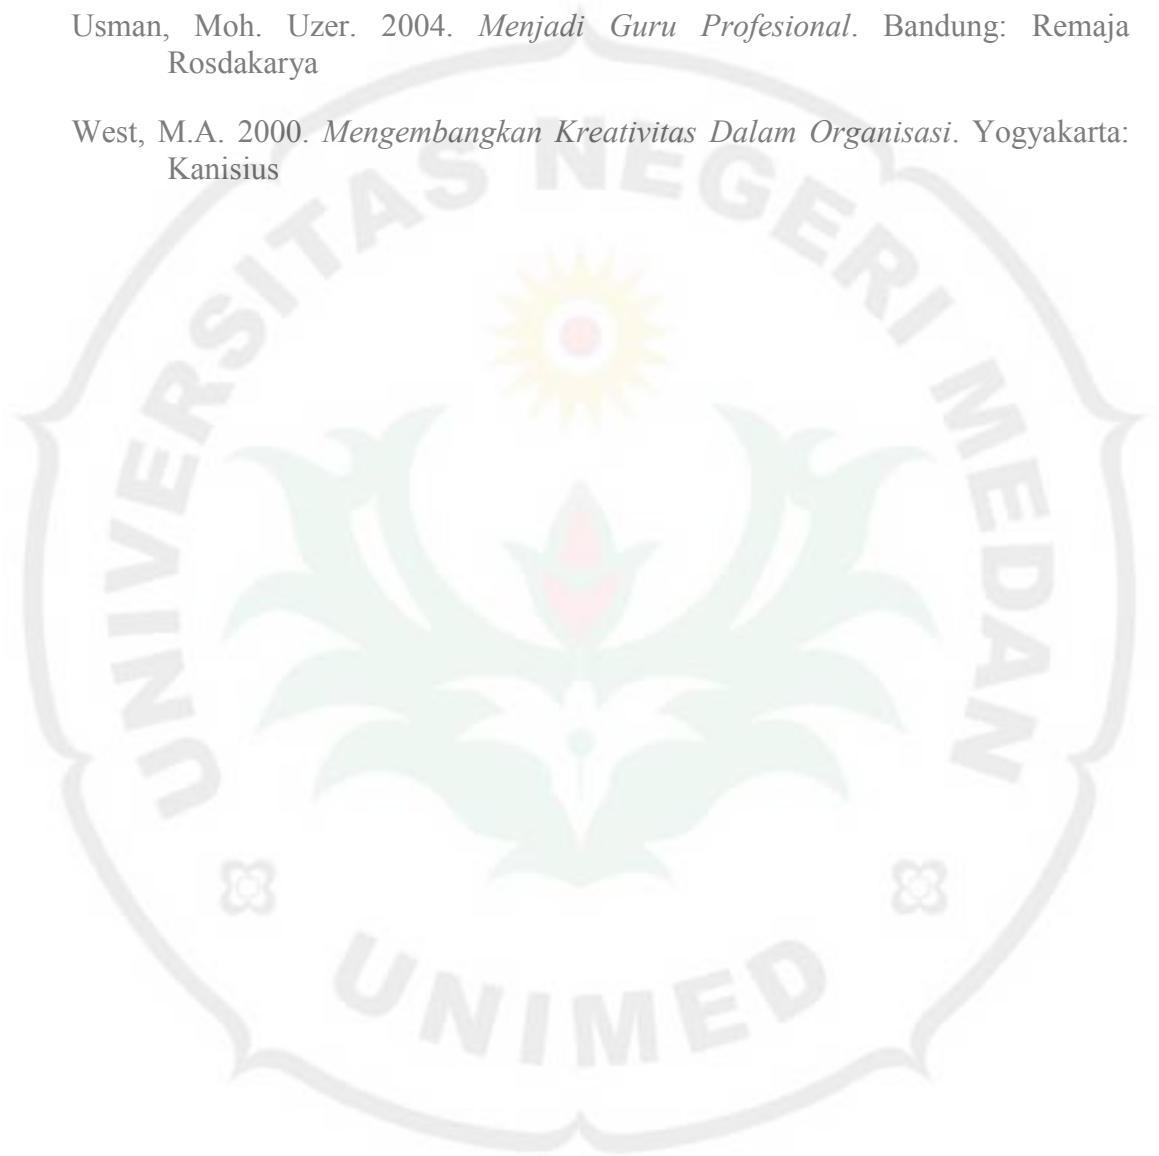 Usman, Moh. Uzer. 2004. Menjadi Guru Profesional. Bandung: Remaja
Rosdakarya
West, M.A. 2000. Mengembangkan Kreativitas Dalam Organisasi. Yogyakarta:
Kanisius
UNIVERSITAS NEGERI MEDAN
UNIMED